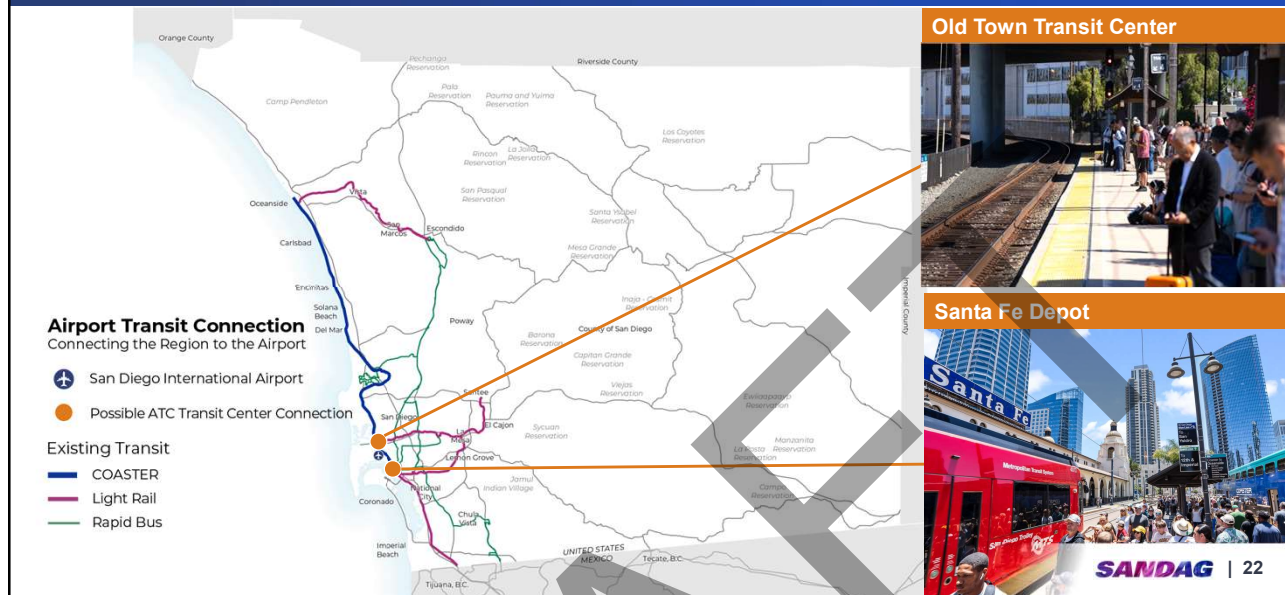 Old Town Transit Center
Orange County
Riverside County
Pechanga
Reservation
Camp Pendleton
Pala
Reservation
Pauma and Yuima
Reservation
Los Coyotes
Reservation
Rincon
Reservation
La Jolla
Reservation
San Pasqual
Reservation
Vista
Oceanside
San
Marcos
Escondido
Santa Ysabel
Reservation
Carlsbad
Mesa Grande
Reservation
Encinitas
Inaja - Cosmit
Reservation
Imperial County
Solana
Beach
Del Mar
Poway
County of San Diego
Barona
Reservation
Capitan Grande
Reservation
Santa Fe Depot
Airport Transit Connection
Connecting the Region to the Airport
San Diego International Airport
Possible ATC Transit Center Connection
Existing Transit
COASTER
Light Rail
Rapid Bus
Viejas
Reservation
Santee
Ewiiaapaayp
Reservation
San Diego
El Cajon
La
Mesa
Sycuan
Reservation
Lemon Grove
La Posta
Reservation
Manzanita
Reservation
Coronado
National
City
Jamul
Indian Village
Campo
Reservation
Chula
Vista
Imperial
Beach
UNITED STATES
MEXICO
Tecate, B.C.
Tijuana, B.C.
Santa Fe
Metropolitan Transit System
San Diego Trolley
MTS
SANDAG | 22